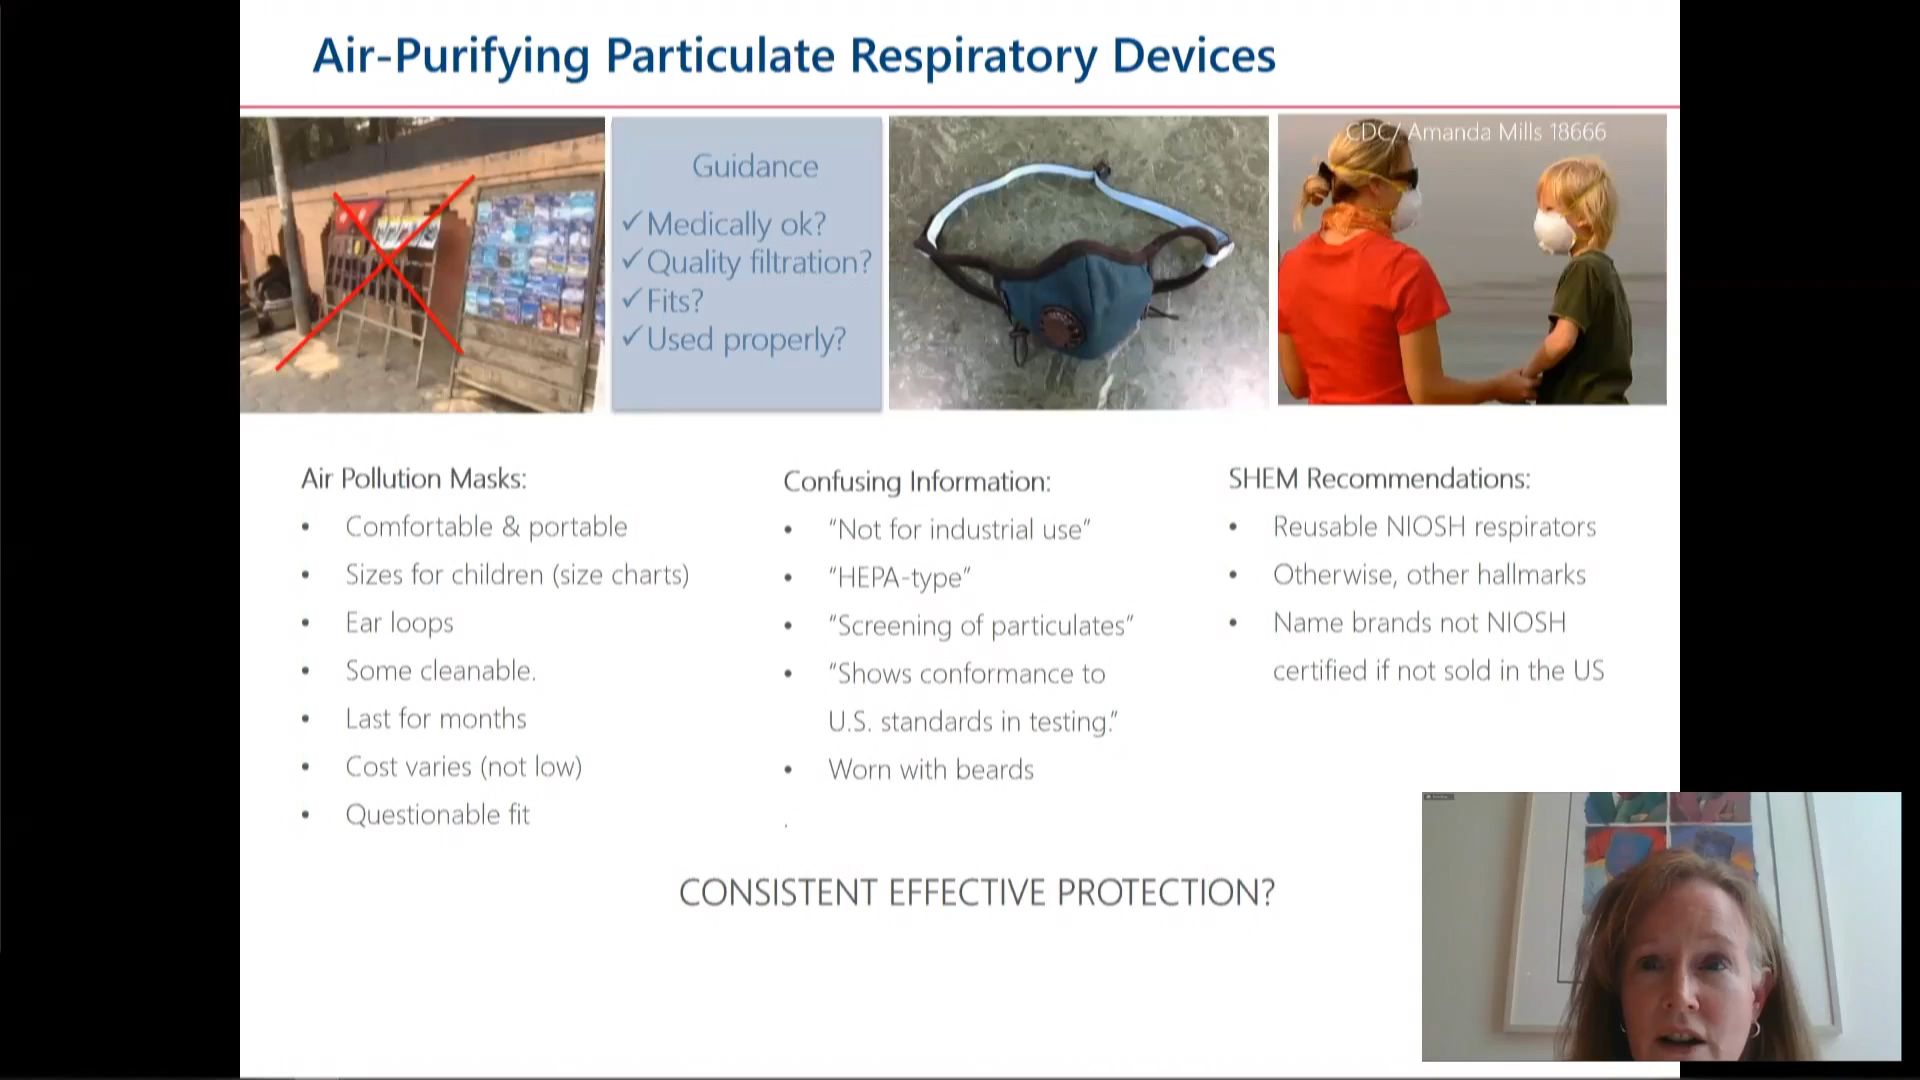 Air-Purifying Particulate Respiratory Devices
Guidance
✓Medically ok?
✓Quality filtration?
✓Fits?
✓Used properly?
CDC/ Amanda Mills 18666
Air Pollution Masks:
• Comfortable & portable
• Sizes for children (size charts)
• Ear loops
• Some cleanable.
• Last for months
• Cost varies (not low)
• Questionable fit
Confusing Information:
• “Not for industrial use”
• “HEPA-type”
• “Screening of particulates”
• “Shows conformance to
U.S. standards in testing.”
• Worn with beards
.
SHEM Recommendations:
• Reusable NIOSH respirators
• Otherwise, other hallmarks
• Name brands not NIOSH
certified if not sold in the US
CONSISTENT EFFECTIVE PROTECTION?